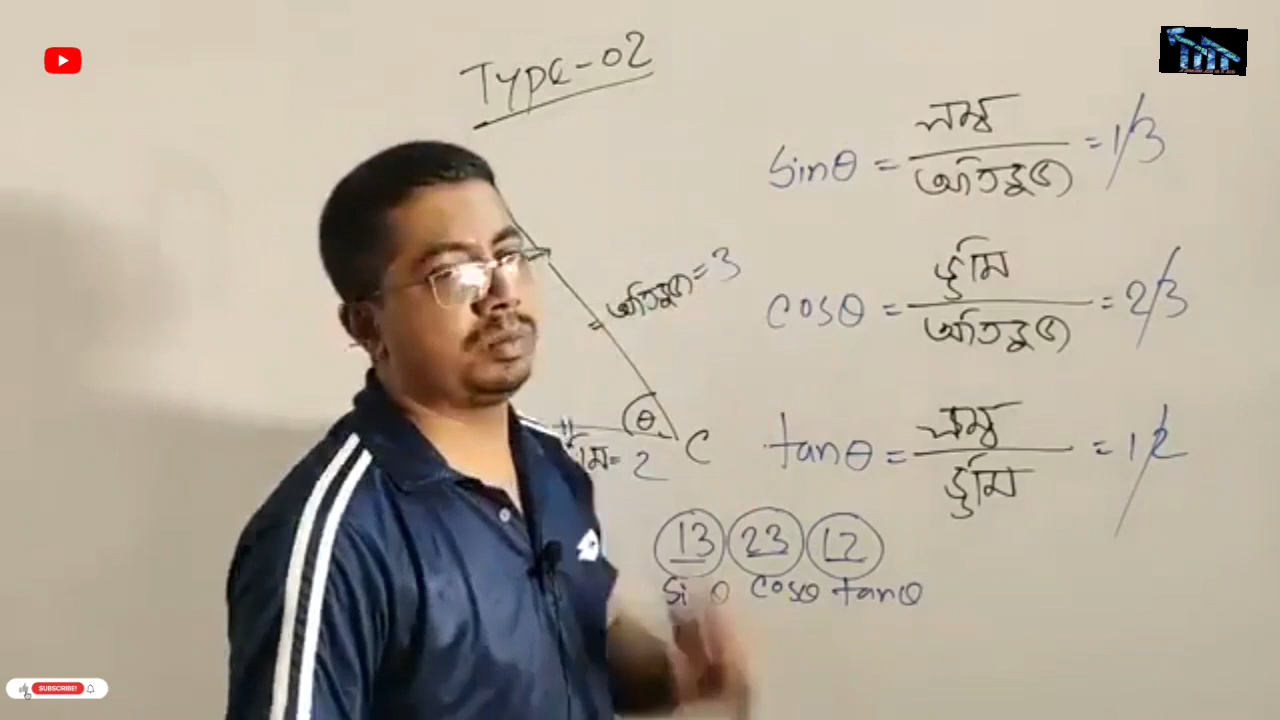 Type-02
sinθ = লম্ব / অতিভুজ = 1/3
= অতিভুজ = 3
cosθ = ভূমি / অতিভুজ = 2/3
θ
C
tanθ = লম্ব / ভূমি = 1/2
= 2
13 23 12
cosθ tanθ
SUBSCRIBE!